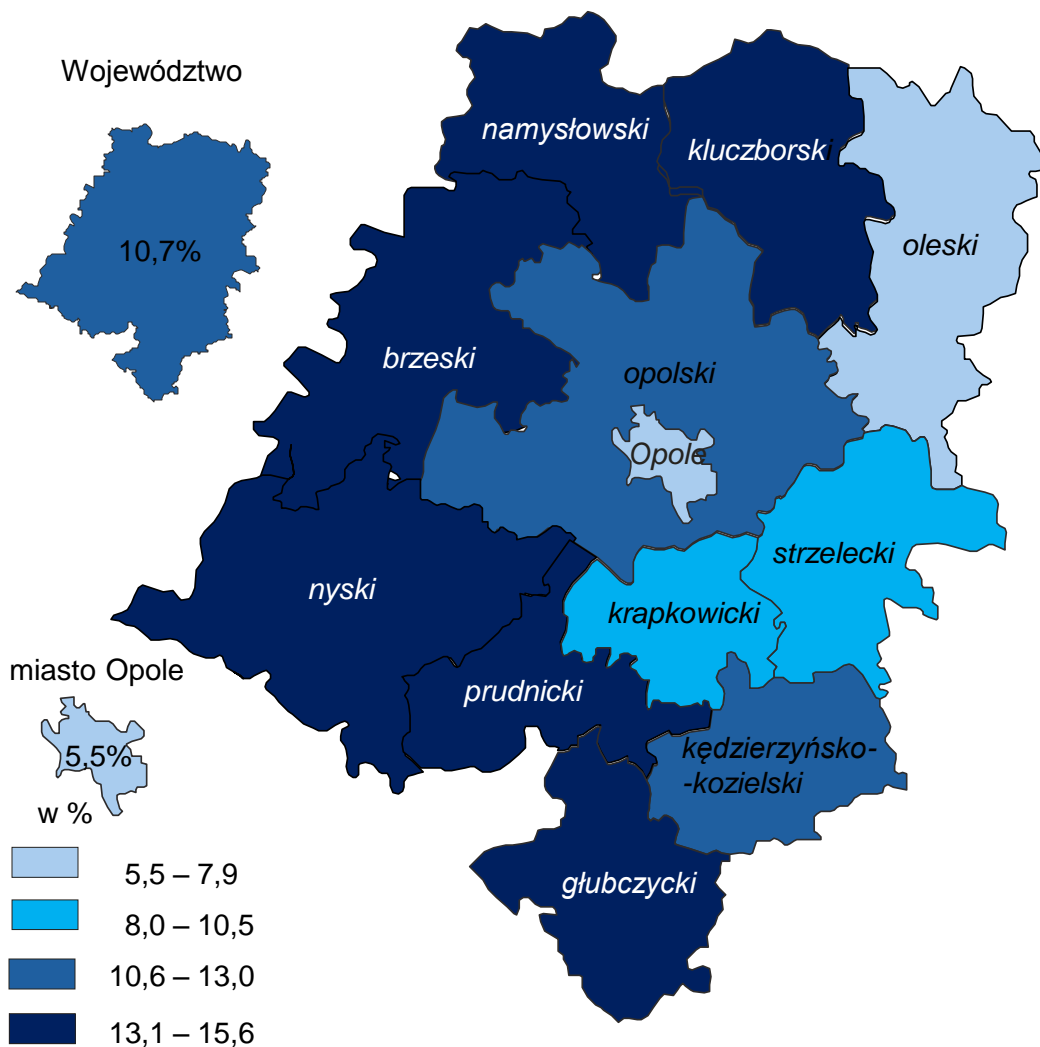 Województwo
10,7%
namysłowski
kluczborski
oleski
brzeski
opolski
Opole
strzelecki
nyski
krapkowicki
prudnicki
kędzierzyńsko-
-kozielski
głubczycki
miasto Opole
5,5%
w %
5,5 – 7,9
8,0 – 10,5
10,6 – 13,0
13,1 – 15,6